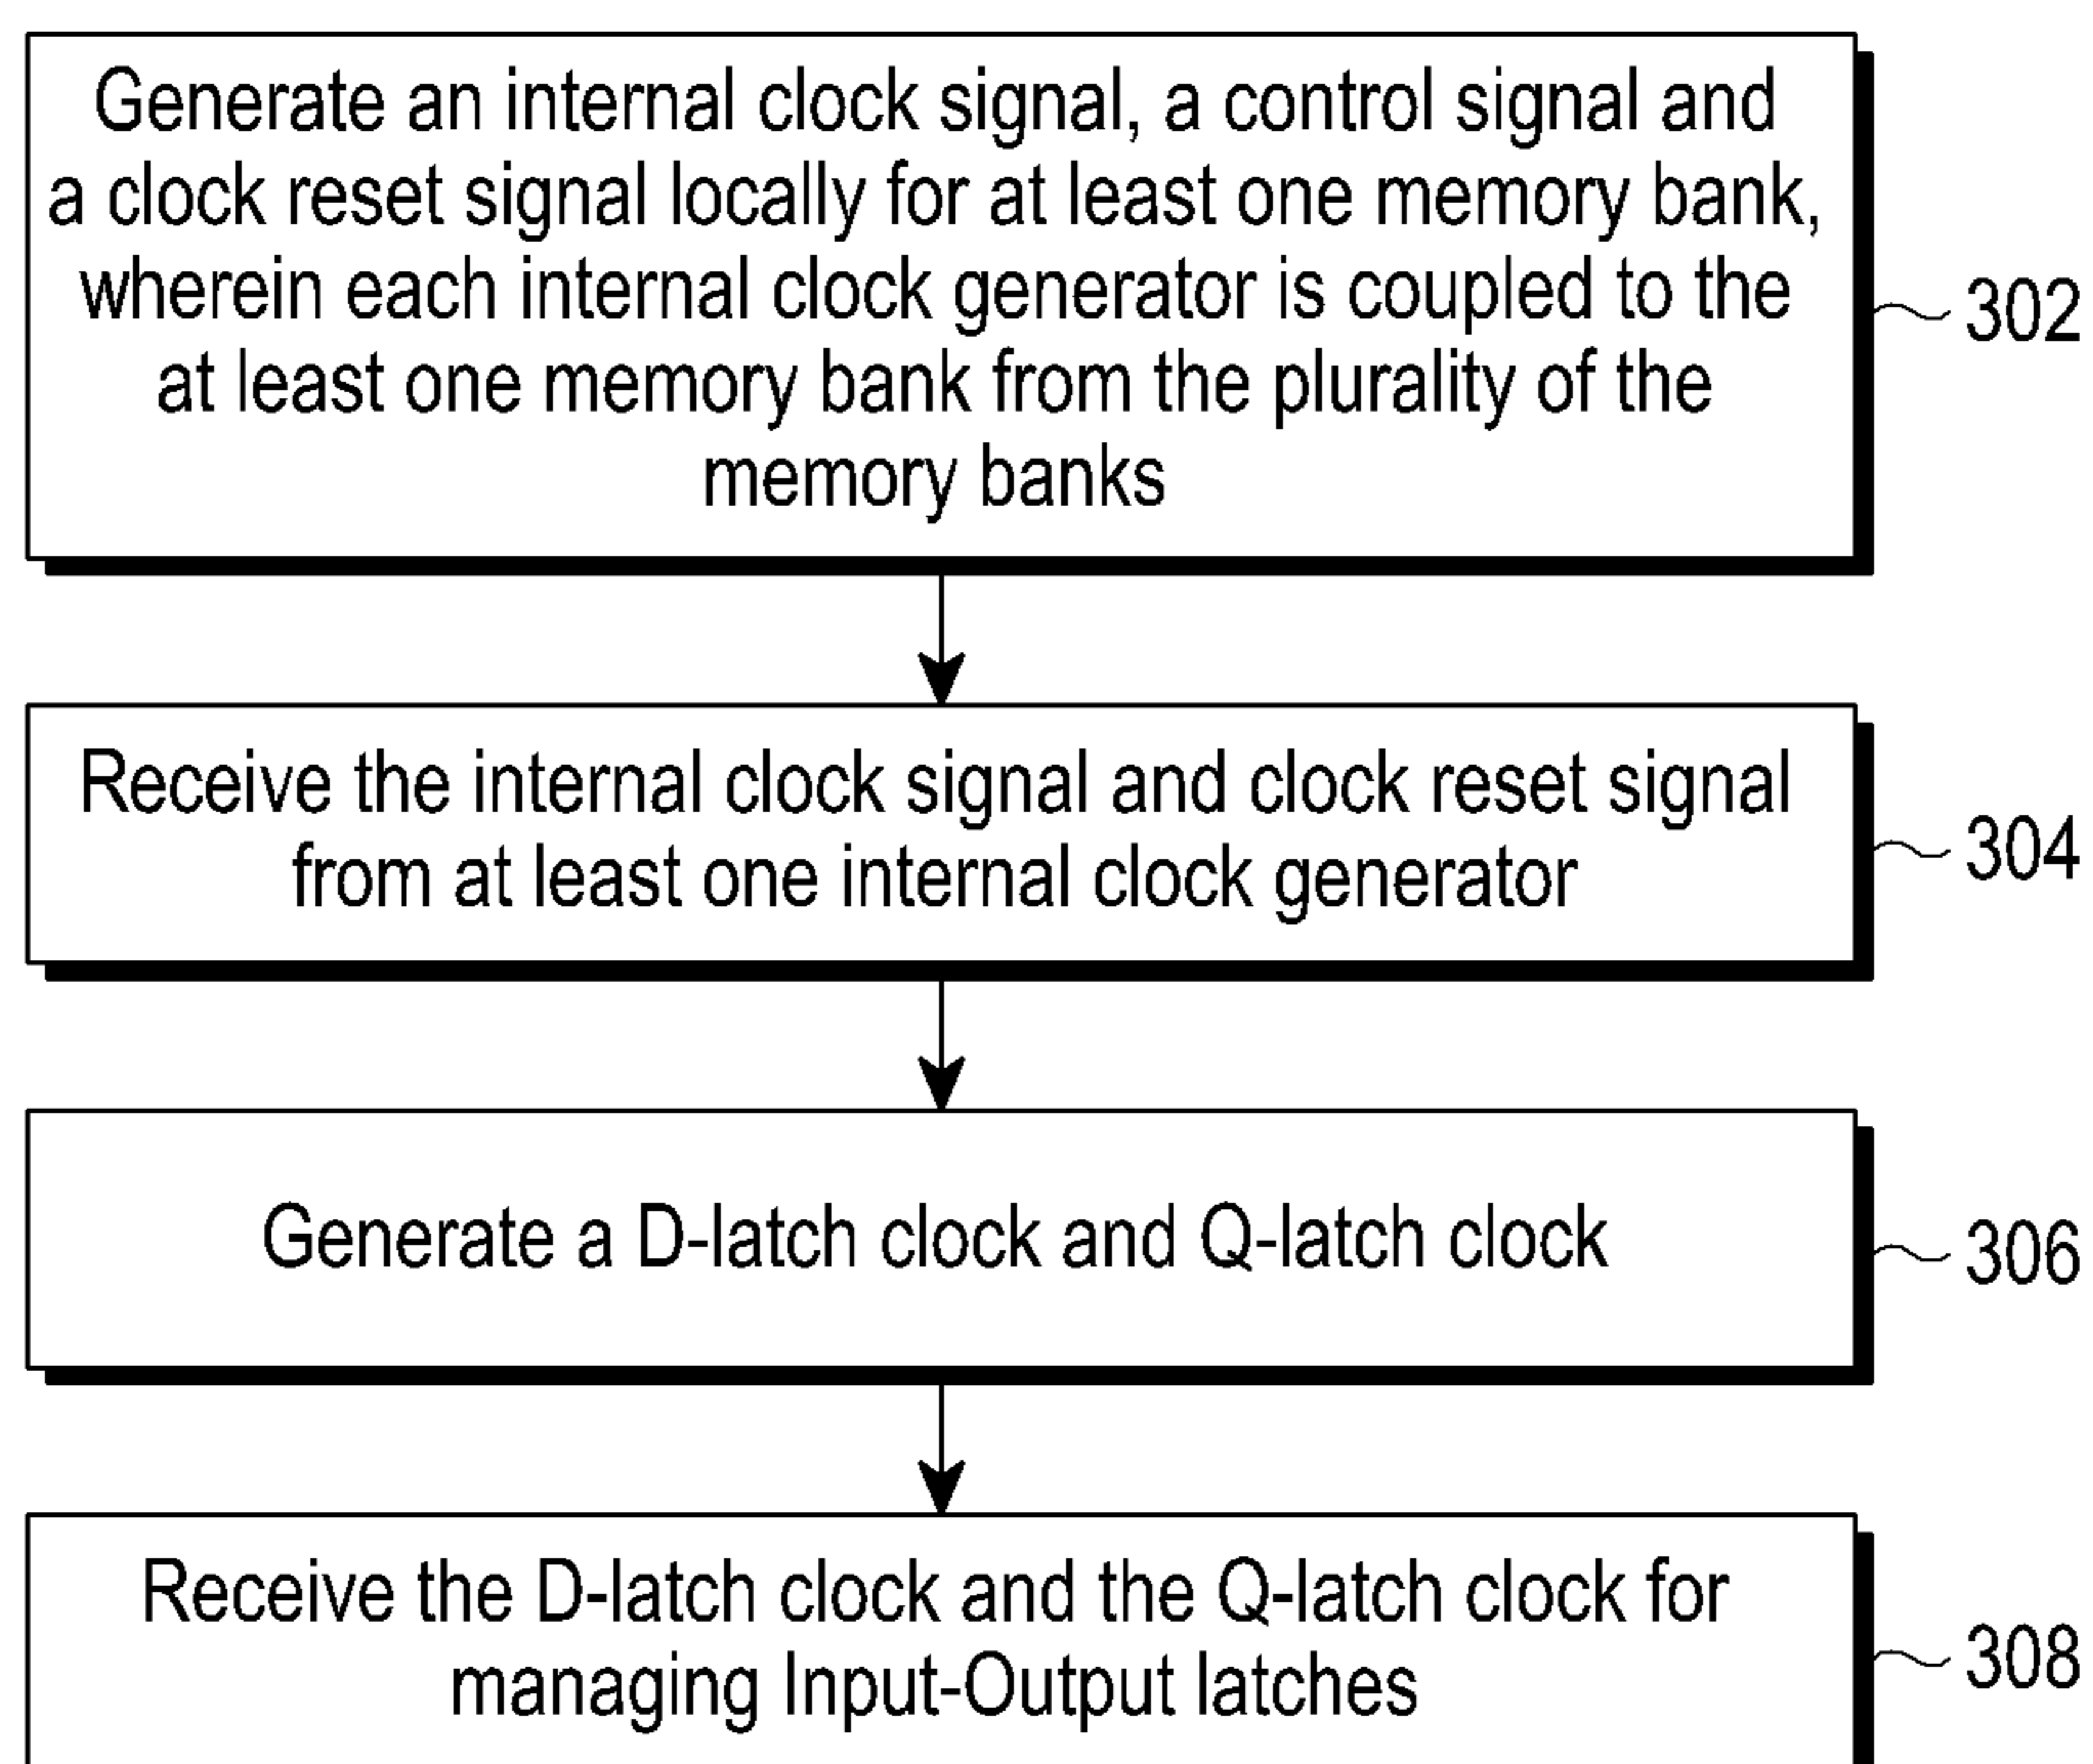 Generate an internal clock signal, a control signal and
a clock reset signal locally for at least one memory bank,
wherein each internal clock generator is coupled to the
at least one memory bank from the plurality of the
memory banks
302
Receive the internal clock signal and clock reset signal
from at least one internal clock generator
304
Generate a D-latch clock and Q-latch clock
306
Receive the D-latch clock and the Q-latch clock for
managing Input-Output latches
308